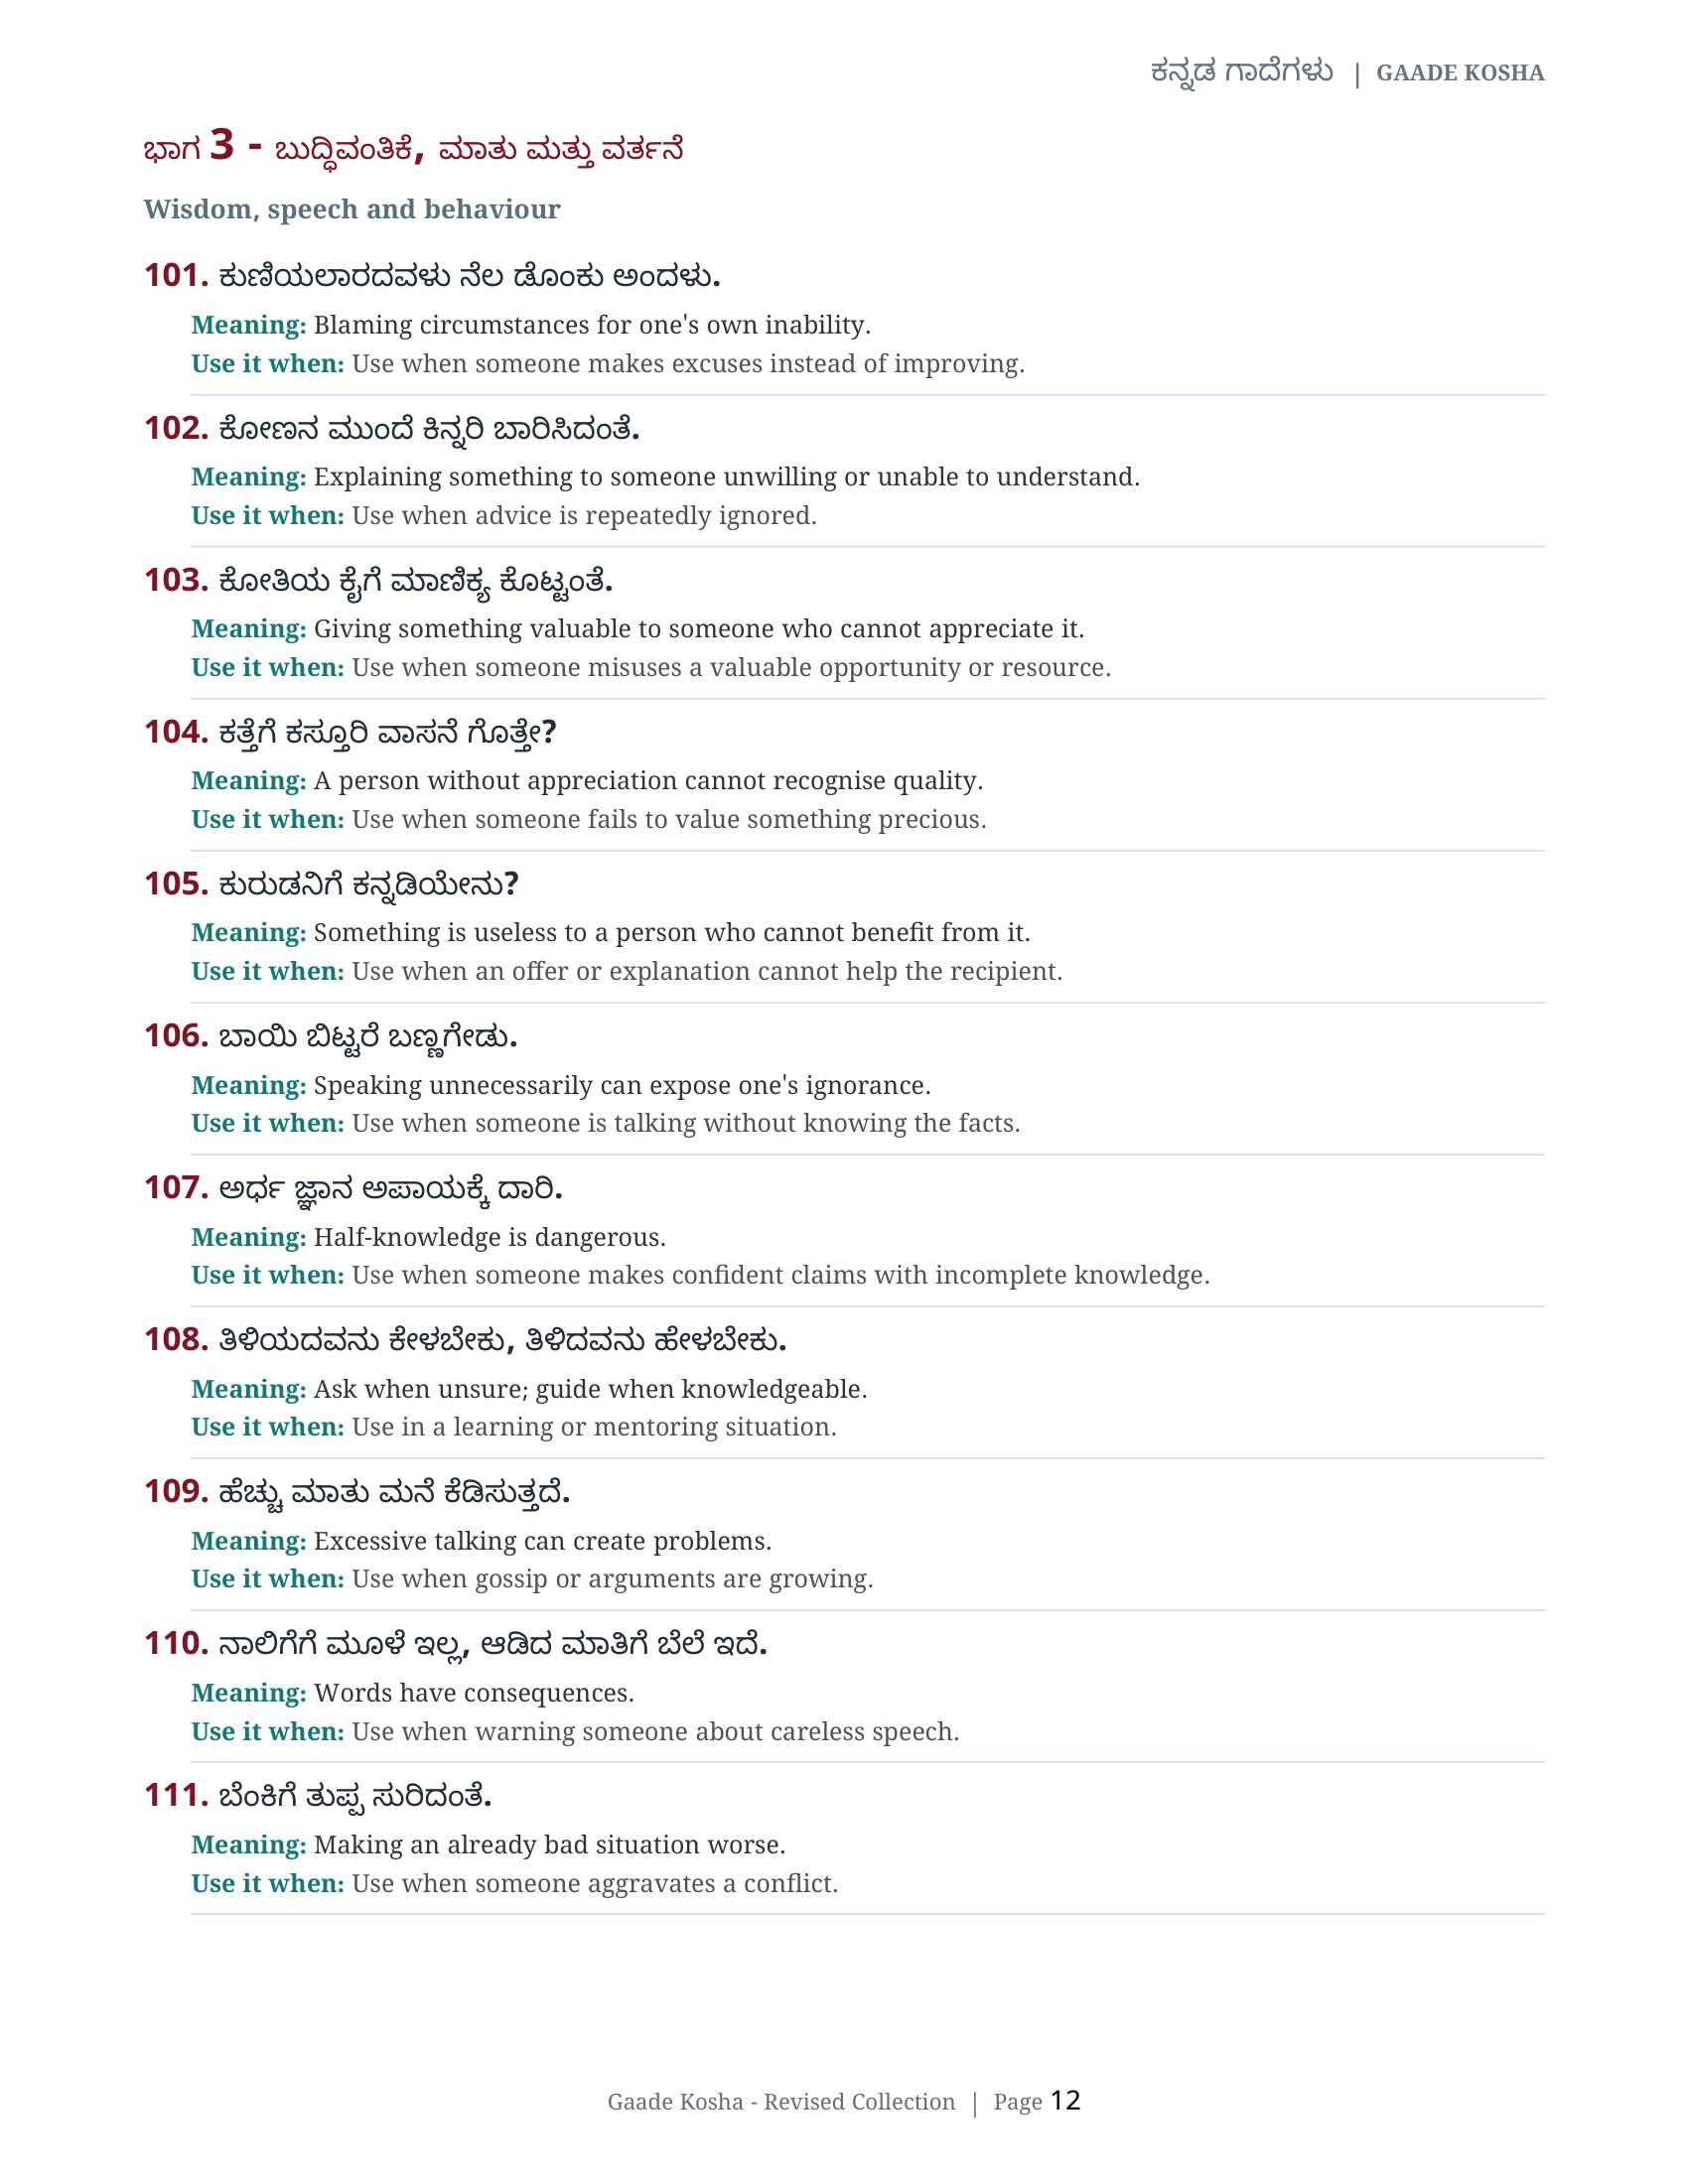 ಕನ್ನಡ ಗಾದೆಗಳು | GAADE KOSHA
ಭಾಗ 3 - ಬುದ್ಧಿವಂತಿಕೆ, ಮಾತು ಮತ್ತು ವರ್ತನೆ
Wisdom, speech and behaviour
101. ಕುಣಿಯಲಾರದವಳು ನೆಲ ಡೊಂಕು ಅಂದಳು.
Meaning: Blaming circumstances for one's own inability.
Use it when: Use when someone makes excuses instead of improving.
102. ಕೋಣನ ಮುಂದೆ ಕಿನ್ನರಿ ಬಾರಿಸಿದಂತೆ.
Meaning: Explaining something to someone unwilling or unable to understand.
Use it when: Use when advice is repeatedly ignored.
103. ಕೋತಿಯ ಕೈಗೆ ಮಾಣಿಕ್ಯ ಕೊಟ್ಟಂತೆ.
Meaning: Giving something valuable to someone who cannot appreciate it.
Use it when: Use when someone misuses a valuable opportunity or resource.
104. ಕತ್ತೆಗೆ ಕಸ್ತೂರಿ ವಾಸನೆ ಗೊತ್ತೇ?
Meaning: A person without appreciation cannot recognise quality.
Use it when: Use when someone fails to value something precious.
105. ಕುರುಡನಿಗೆ ಕನ್ನಡಿಯೇನು?
Meaning: Something is useless to a person who cannot benefit from it.
Use it when: Use when an offer or explanation cannot help the recipient.
106. ಬಾಯಿ ಬಿಟ್ಟರೆ ಬಣ್ಣಗೇಡು.
Meaning: Speaking unnecessarily can expose one's ignorance.
Use it when: Use when someone is talking without knowing the facts.
107. ಅರ್ಧ ಜ್ಞಾನ ಅಪಾಯಕ್ಕೆ ದಾರಿ.
Meaning: Half-knowledge is dangerous.
Use it when: Use when someone makes confident claims with incomplete knowledge.
108. ತಿಳಿಯದವನು ಕೇಳಬೇಕು, ತಿಳಿದವನು ಹೇಳಬೇಕು.
Meaning: Ask when unsure; guide when knowledgeable.
Use it when: Use in a learning or mentoring situation.
109. ಹೆಚ್ಚು ಮಾತು ಮನೆ ಕೆಡಿಸುತ್ತದೆ.
Meaning: Excessive talking can create problems.
Use it when: Use when gossip or arguments are growing.
110. ನಾಲಿಗೆಗೆ ಮೂಳೆ ಇಲ್ಲ, ಆಡಿದ ಮಾತಿಗೆ ಬೆಲೆ ಇದೆ.
Meaning: Words have consequences.
Use it when: Use when warning someone about careless speech.
111. ಬೆಂಕಿಗೆ ತುಪ್ಪ ಸುರಿದಂತೆ.
Meaning: Making an already bad situation worse.
Use it when: Use when someone aggravates a conflict.
Gaade Kosha - Revised Collection | Page 12